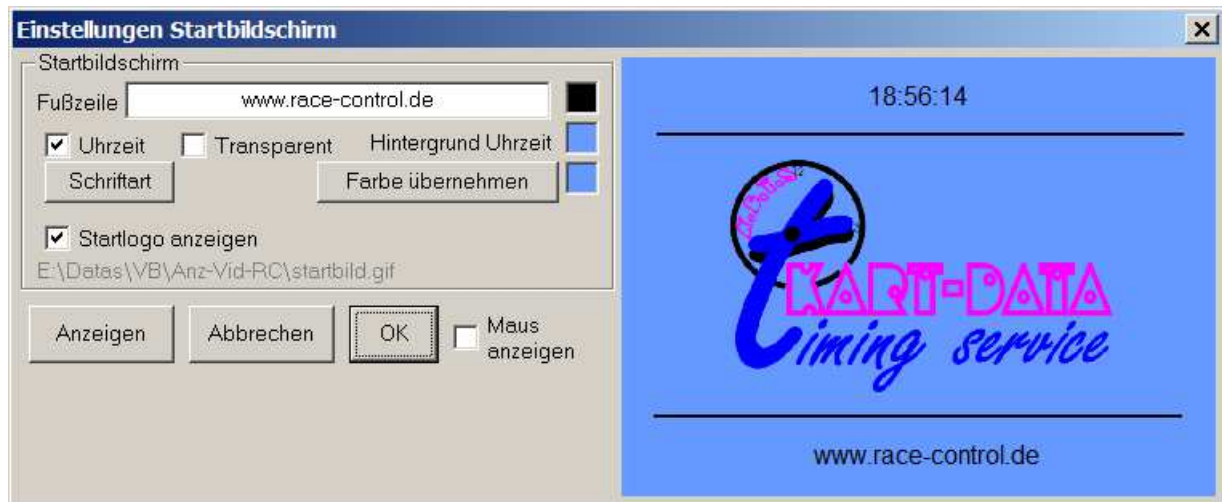 Einstellungen Startbildschirm
Startbildschirm
Fußzeile www.race-control.de
Uhrzeit Transparent Hintergrund Uhrzeit
Schriftart Farbe übernehmen
Startlogo anzeigen
E:\Datas\VB\Anz-Vid-RC\startbild.gif
Anzeigen Abbrechen OK Maus
anzeigen
18:56:14
12
KART-DATA
timing service
www.race-control.de